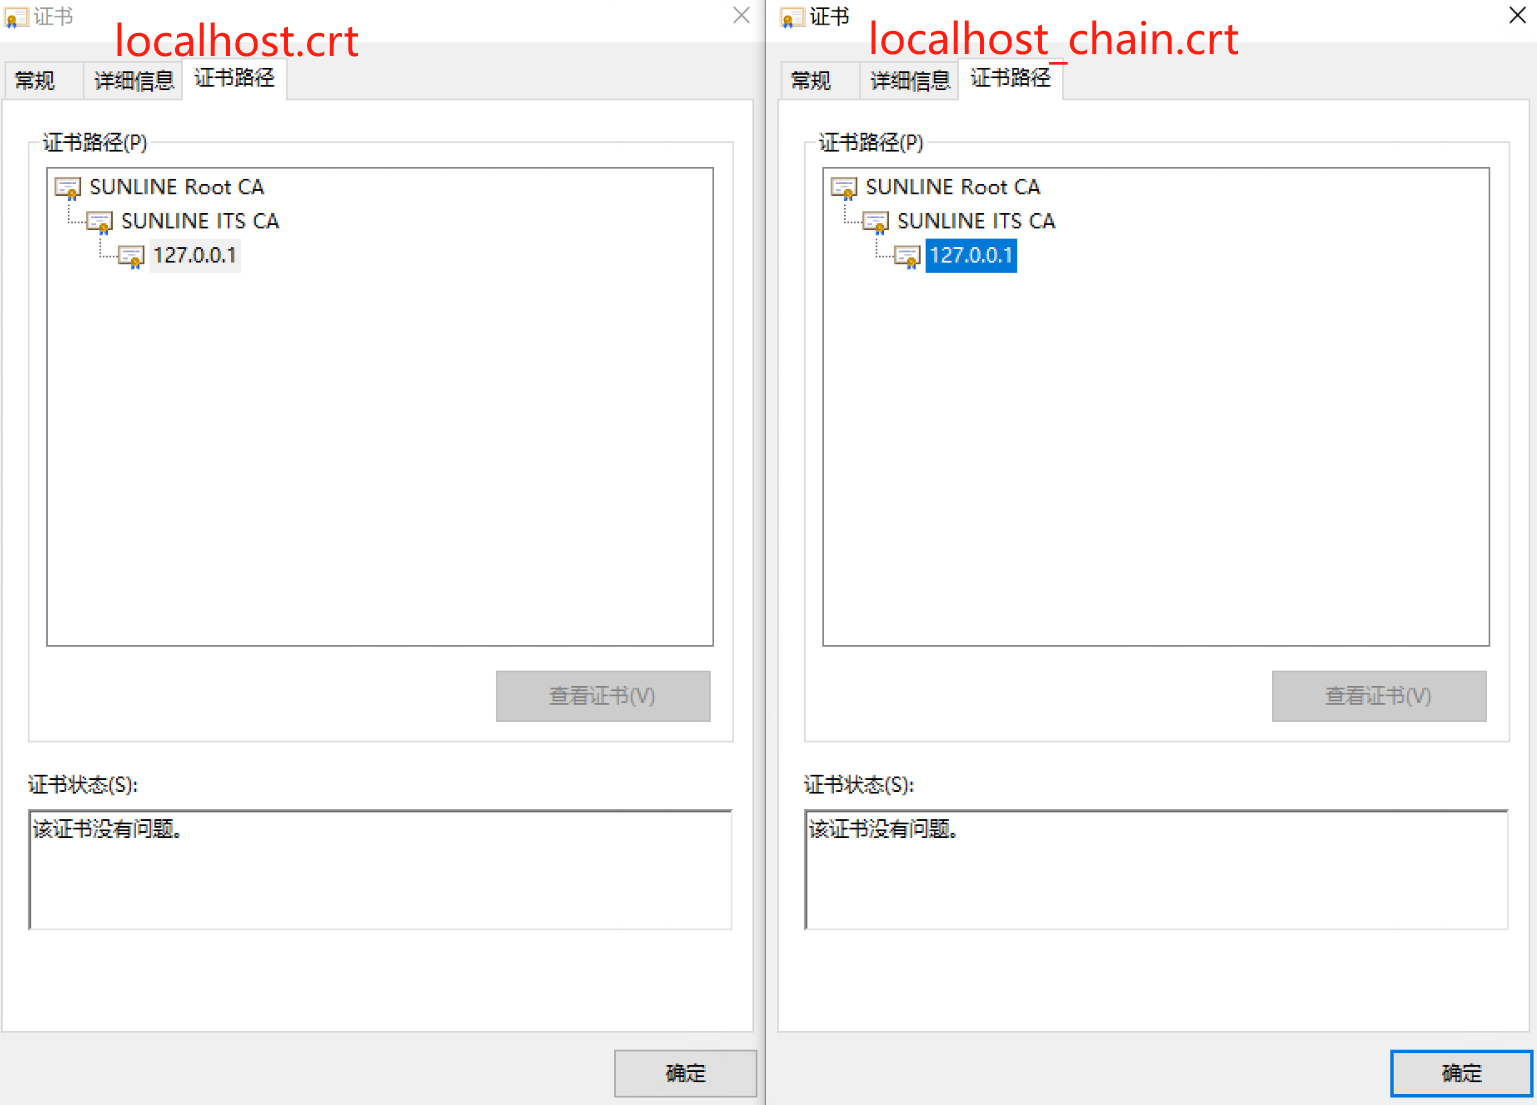 证书
localhost.crt
常规
详细信息
证书路径
证书路径(P)
SUNLINE Root CA
SUNLINE ITS CA
127.0.0.1
查看证书(V)
证书状态(S):
该证书没有问题。
确定
证书
localhost_chain.crt
常规
详细信息
证书路径
证书路径(P)
SUNLINE Root CA
SUNLINE ITS CA
127.0.0.1
查看证书(V)
证书状态(S):
该证书没有问题。
确定